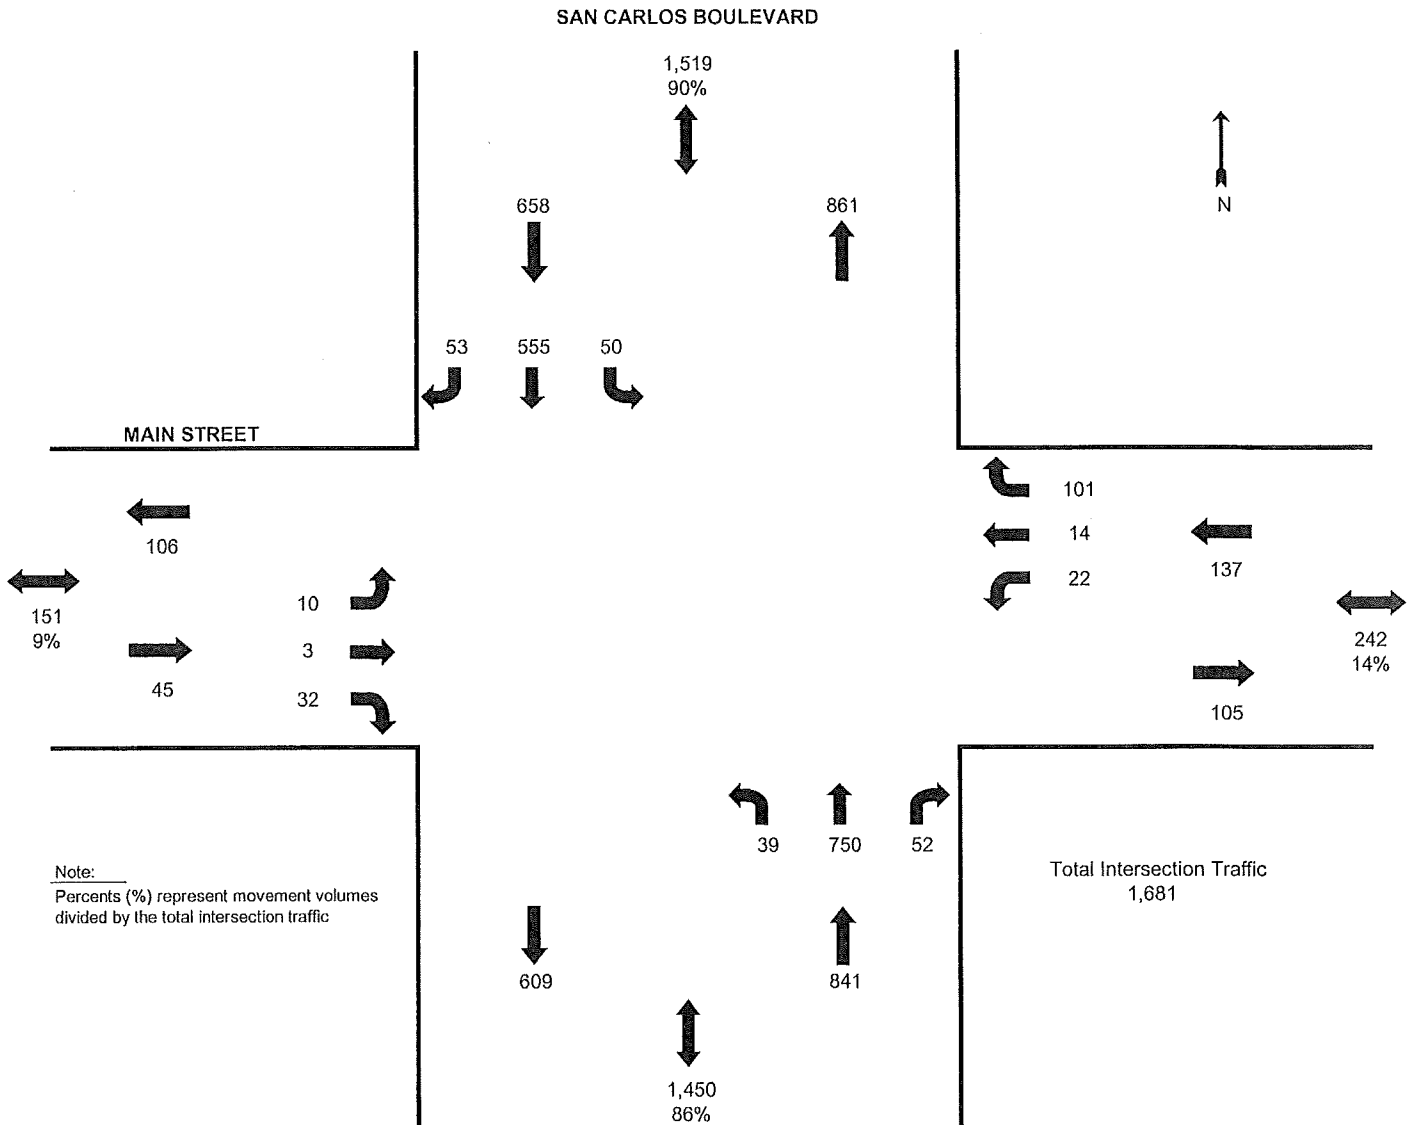 SAN CARLOS BOULEVARD
1,519
90%
658
861
N
53 555 50
MAIN STREET
101
106
14
137
22
151
9%
10
3
45
32
242
14%
105
39 750 52
Note:
Percents (%) represent movement volumes
divided by the total intersection traffic
Total Intersection Traffic
1,681
609
841
1,450
86%